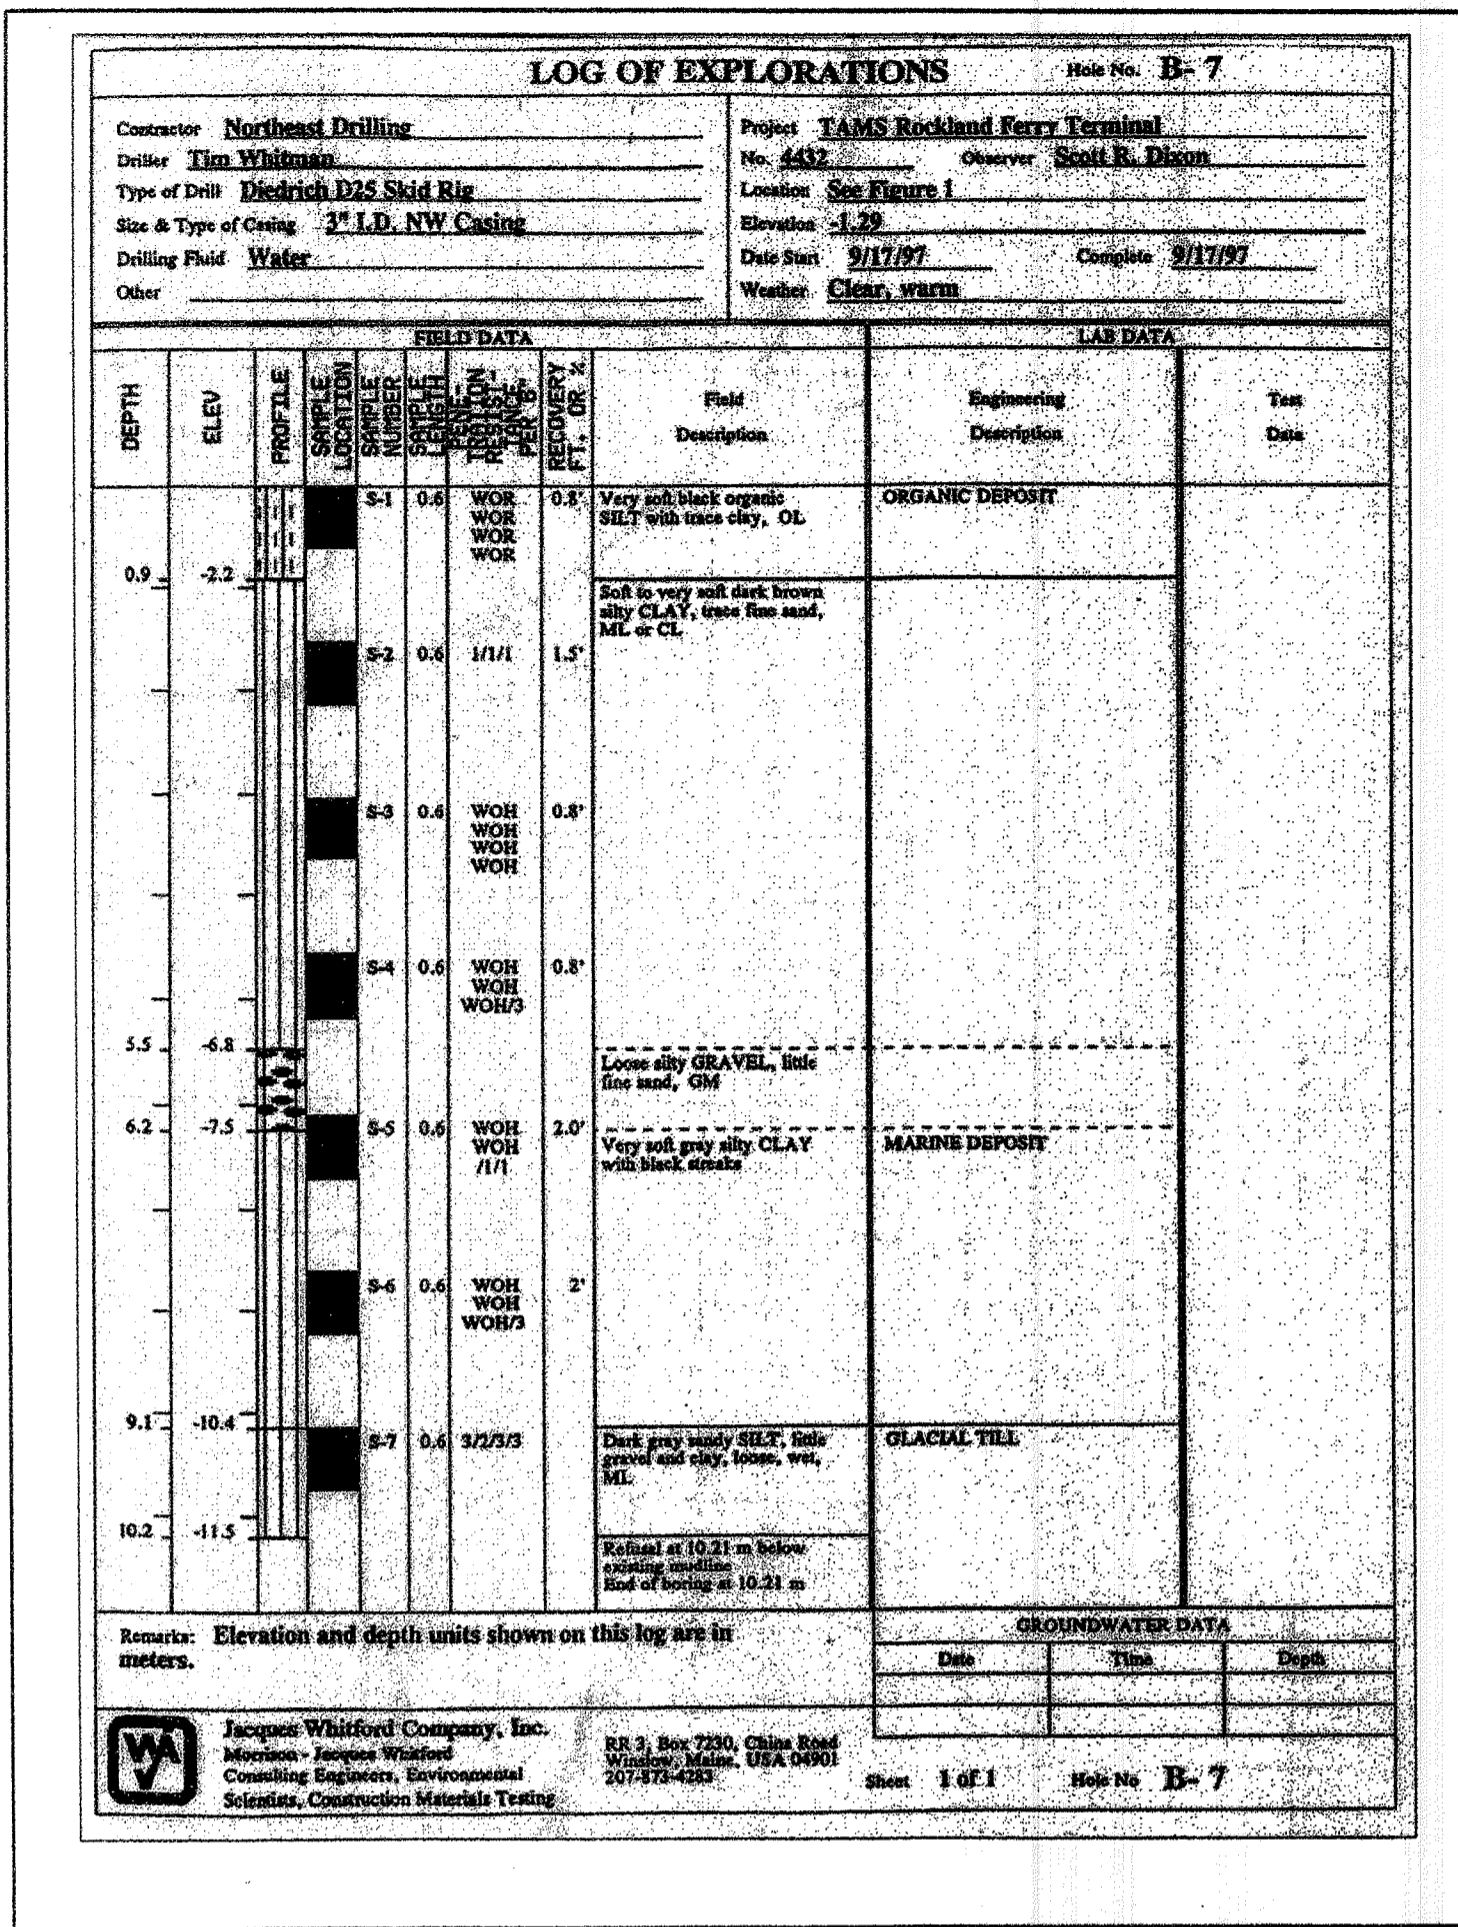 LOG OF EXPLORATIONS Hole No. B- 7
Contractor Northeast Drilling
Driller Tim Whitman
Type of Drill Diedrich D25 Skid Rig
Size & Type of Casing 3" I.D. NW Casing
Drilling Fluid Water
Other
Project TAMS Rockland Ferry Terminal
No. 4432 Observer Scott R. Dixon
Location See Figure 1
Elevation -1.29
Date Start 9/17/97 Complete 9/17/97
Weather Clear, warm
FIELD DATA LAB DATA
DEPTH
ELEV
PROFILE
SAMPLE
LOCATION
SAMPLE
NUMBER
SAMPLE
LENGTH
PENE-
TRATION
RESIST-
TANCE
PER 6"
RECOVERY
FT. OR %
Field
Description
Engineering
Description
Test
Data
S-1 0.6 WOR 0.8' Very soft black organic ORGANIC DEPOSIT
WOR SILT with trace clay, OL
WOR
WOR
0.9 -2.2
Soft to very soft dark brown
silty CLAY, trace fine sand,
ML or CL
S-2 0.6 1/1/1 1.5'
S-3 0.6 WOH 0.8'
WOH
WOH
WOH
S-4 0.6 WOH 0.8'
WOH
WOH/3
5.5 -6.8
Loose silty GRAVEL, little
fine sand, GM
6.2 -7.5 S-5 0.6 WOH 2.0'
WOH Very soft gray silty CLAY MARINE DEPOSIT
/1/1 with black streaks
S-6 0.6 WOH 2'
WOH
WOH/3
9.1 -10.4
S-7 0.6 3/2/3/3 Dark gray sandy SILT, little GLACIAL TILL
gravel and clay, loose, wet,
ML
10.2 -11.5
Refusal at 10.21 m below
existing mudline
End of boring at 10.21 m
Remarks: Elevation and depth units shown on this log are in
meters.
GROUNDWATER DATA
Date Time Depth
Jacques Whitford Company, Inc.
Morrison - Jacques Whitford
Consulting Engineers, Environmental
Scientists, Construction Materials Testing
RR 3, Box 7230, China Road
Winslow, Maine, USA 04901
207-873-4283
Sheet 1 of 1 Hole No B- 7